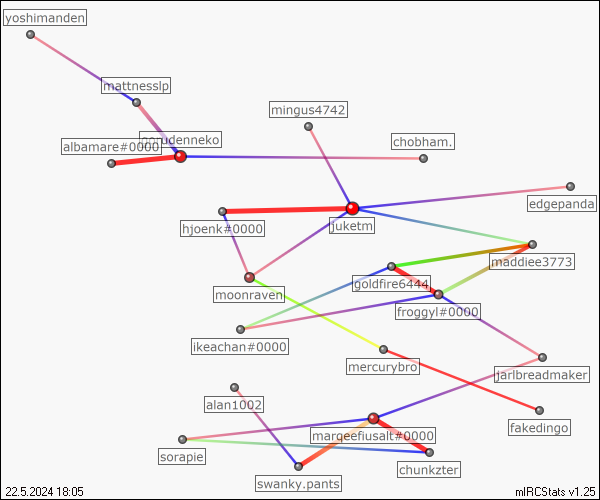 yoshimanden
mattnesslp
mingus4742
albamare#0000
chobham.
edgepanda
hjoenk#0000
juketm
maddiee3773
goldfire6444
moonraven
froggyl#0000
ikeachan#0000
mercurybro
jarlbreadmaker
alan1002
fakedingo
margeefiusalt#0000
sorapie
chunkzter
swanky.pants
22.5.2024 18:05
mIRCStats v1.25